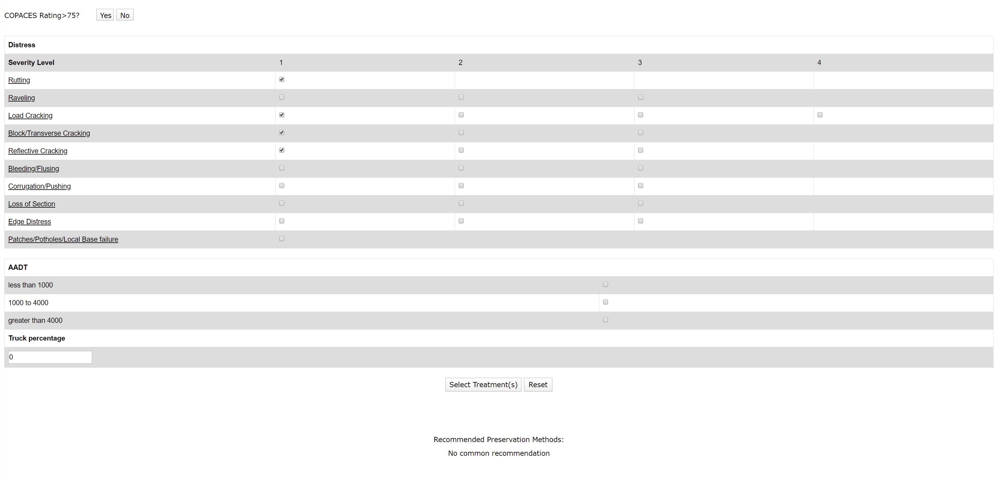 COPACES Rating>75? Yes No
Distress
Severity Level 1 2 3 4
Rutting
Raveling
Load Cracking
Block/Transverse Cracking
Reflective Cracking
Bleeding/Flusing
Corrugation/Pushing
Loss of Section
Edge Distress
Patches/Potholes/Local Base failure
AADT
less than 1000
1000 to 4000
greater than 4000
Truck percentage
0
Select Treatment(s) Reset
Recommended Preservation Methods:
No common recommendation